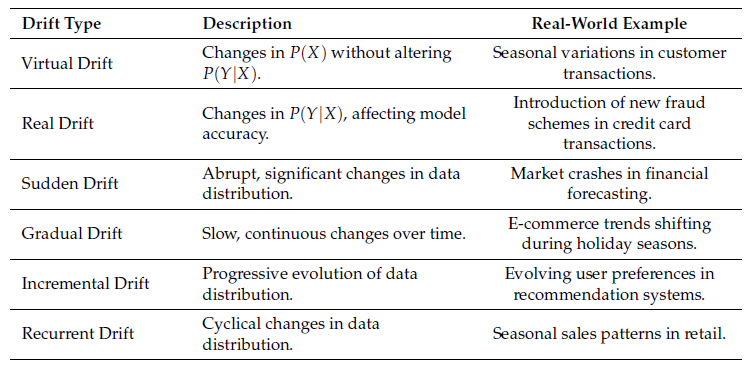 Drift Type Description Real-World Example
Virtual Drift
Changes in P(X) without altering
P(Y|X).
Seasonal variations in customer
transactions.
Real Drift
Changes in P(Y|X), affecting model
accuracy.
Introduction of new fraud
schemes in credit card
transactions.
Sudden Drift
Abrupt, significant changes in data
distribution.
Market crashes in financial
forecasting.
Gradual Drift
Slow, continuous changes over time.
E-commerce trends shifting
during holiday seasons.
Incremental Drift
Progressive evolution of data
distribution.
Evolving user preferences in
recommendation systems.
Recurrent Drift
Cyclical changes in data
distribution.
Seasonal sales patterns in retail.